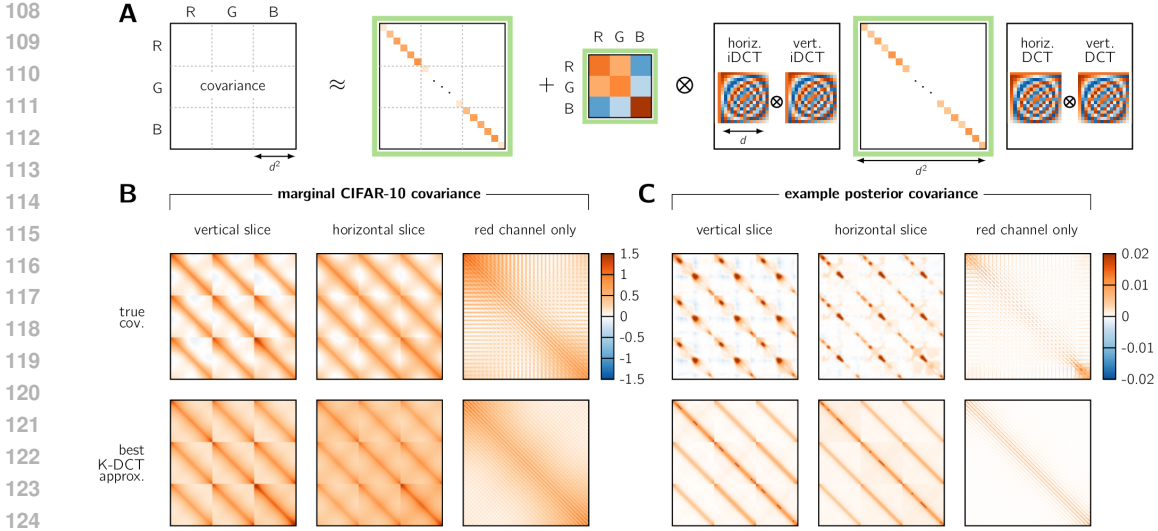 108
109
110
111
112
113
114
115
116
117
118
119
120
121
122
123
124
A
R G B
R
G
B
covariance
d²
≈
+
R G B
R
G
B
⊗
horiz. iDCT
⊗
vert. iDCT
d
d²
horiz. DCT
⊗
vert. DCT
B
marginal CIFAR-10 covariance
vertical slice
horizontal slice
red channel only
true cov.
1.5
1
0.5
0
-0.5
-1
-1.5
best K-DCT approx.
C
example posterior covariance
vertical slice
horizontal slice
red channel only
0.02
0.01
0
-0.01
-0.02